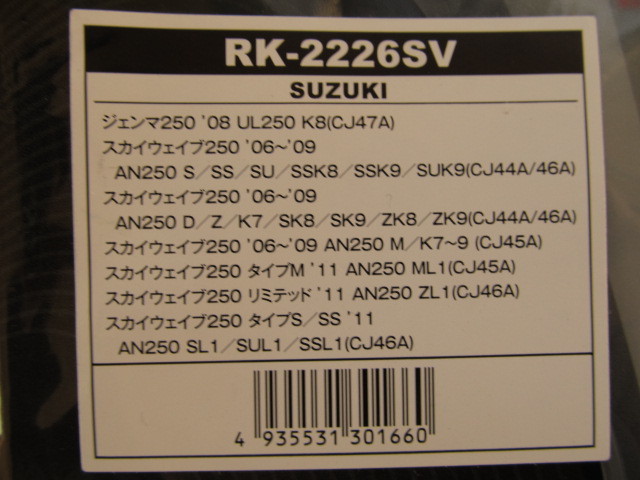 RK-2226SV
SUZUKI
ジェンマ250 '08 UL250 K8(CJ47A)
スカイウェイブ250 '06~'09
AN250 S/SS/SU/SSK8/SSK9/SUK9(CJ44A/46A)
スカイウェイブ250 '06~'09
AN250 D/Z/K7/SK8/SK9/ZK8/ZK9(CJ44A/46A)
スカイウェイブ250 '06~'09 AN250 M/K7~9 (CJ45A)
スカイウェイブ250 タイプM '11 AN250 ML1(CJ45A)
スカイウェイブ250 リミテッド '11 AN250 ZL1(CJ46A)
スカイウェイブ250 タイプS/SS '11
AN250 SL1/SUL1/SSL1(CJ46A)
4 935531 301660